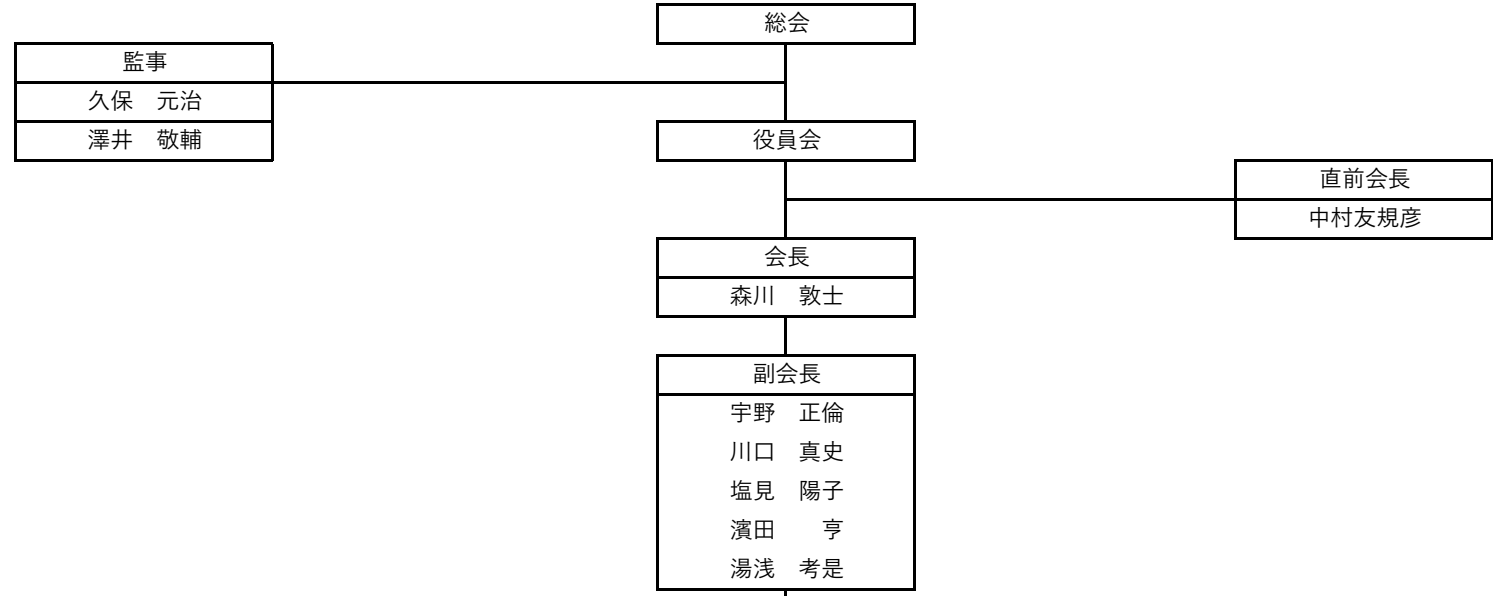 総会
監事
久保　元治
澤井　敬輔
役員会
直前会長
中村友規彦
会長
森川　敦士
副会長
宇野　正倫
川口　真史
塩見　陽子
濱田　　亨
湯浅　考是